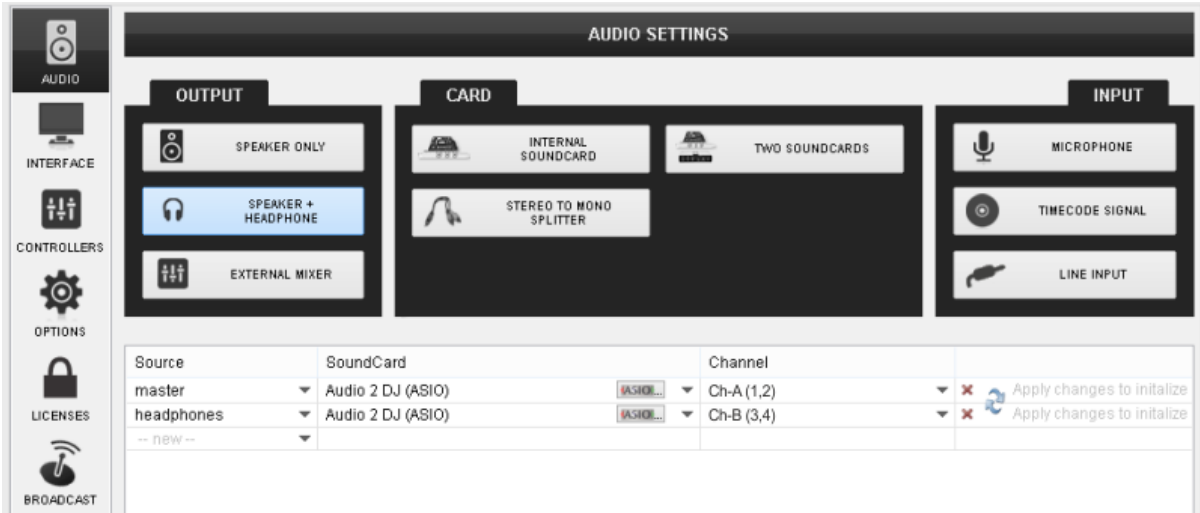 AUDIO SETTINGS
AUDIO
INTERFACE
CONTROLLERS
OPTIONS
LICENSES
BROADCAST
OUTPUT
SPEAKER ONLY
SPEAKER +
HEADPHONE
EXTERNAL MIXER
CARD
INTERNAL
SOUNDCARD
TWO SOUNDCARDS
STEREO TO MONO
SPLITTER
INPUT
MICROPHONE
TIMECODE SIGNAL
LINE INPUT
Source SoundCard Channel
master Audio 2 DJ (ASIO) ASIO... Ch-A (1,2) Apply changes to initalize
headphones Audio 2 DJ (ASIO) ASIO... Ch-B (3,4) Apply changes to initalize
-- new --